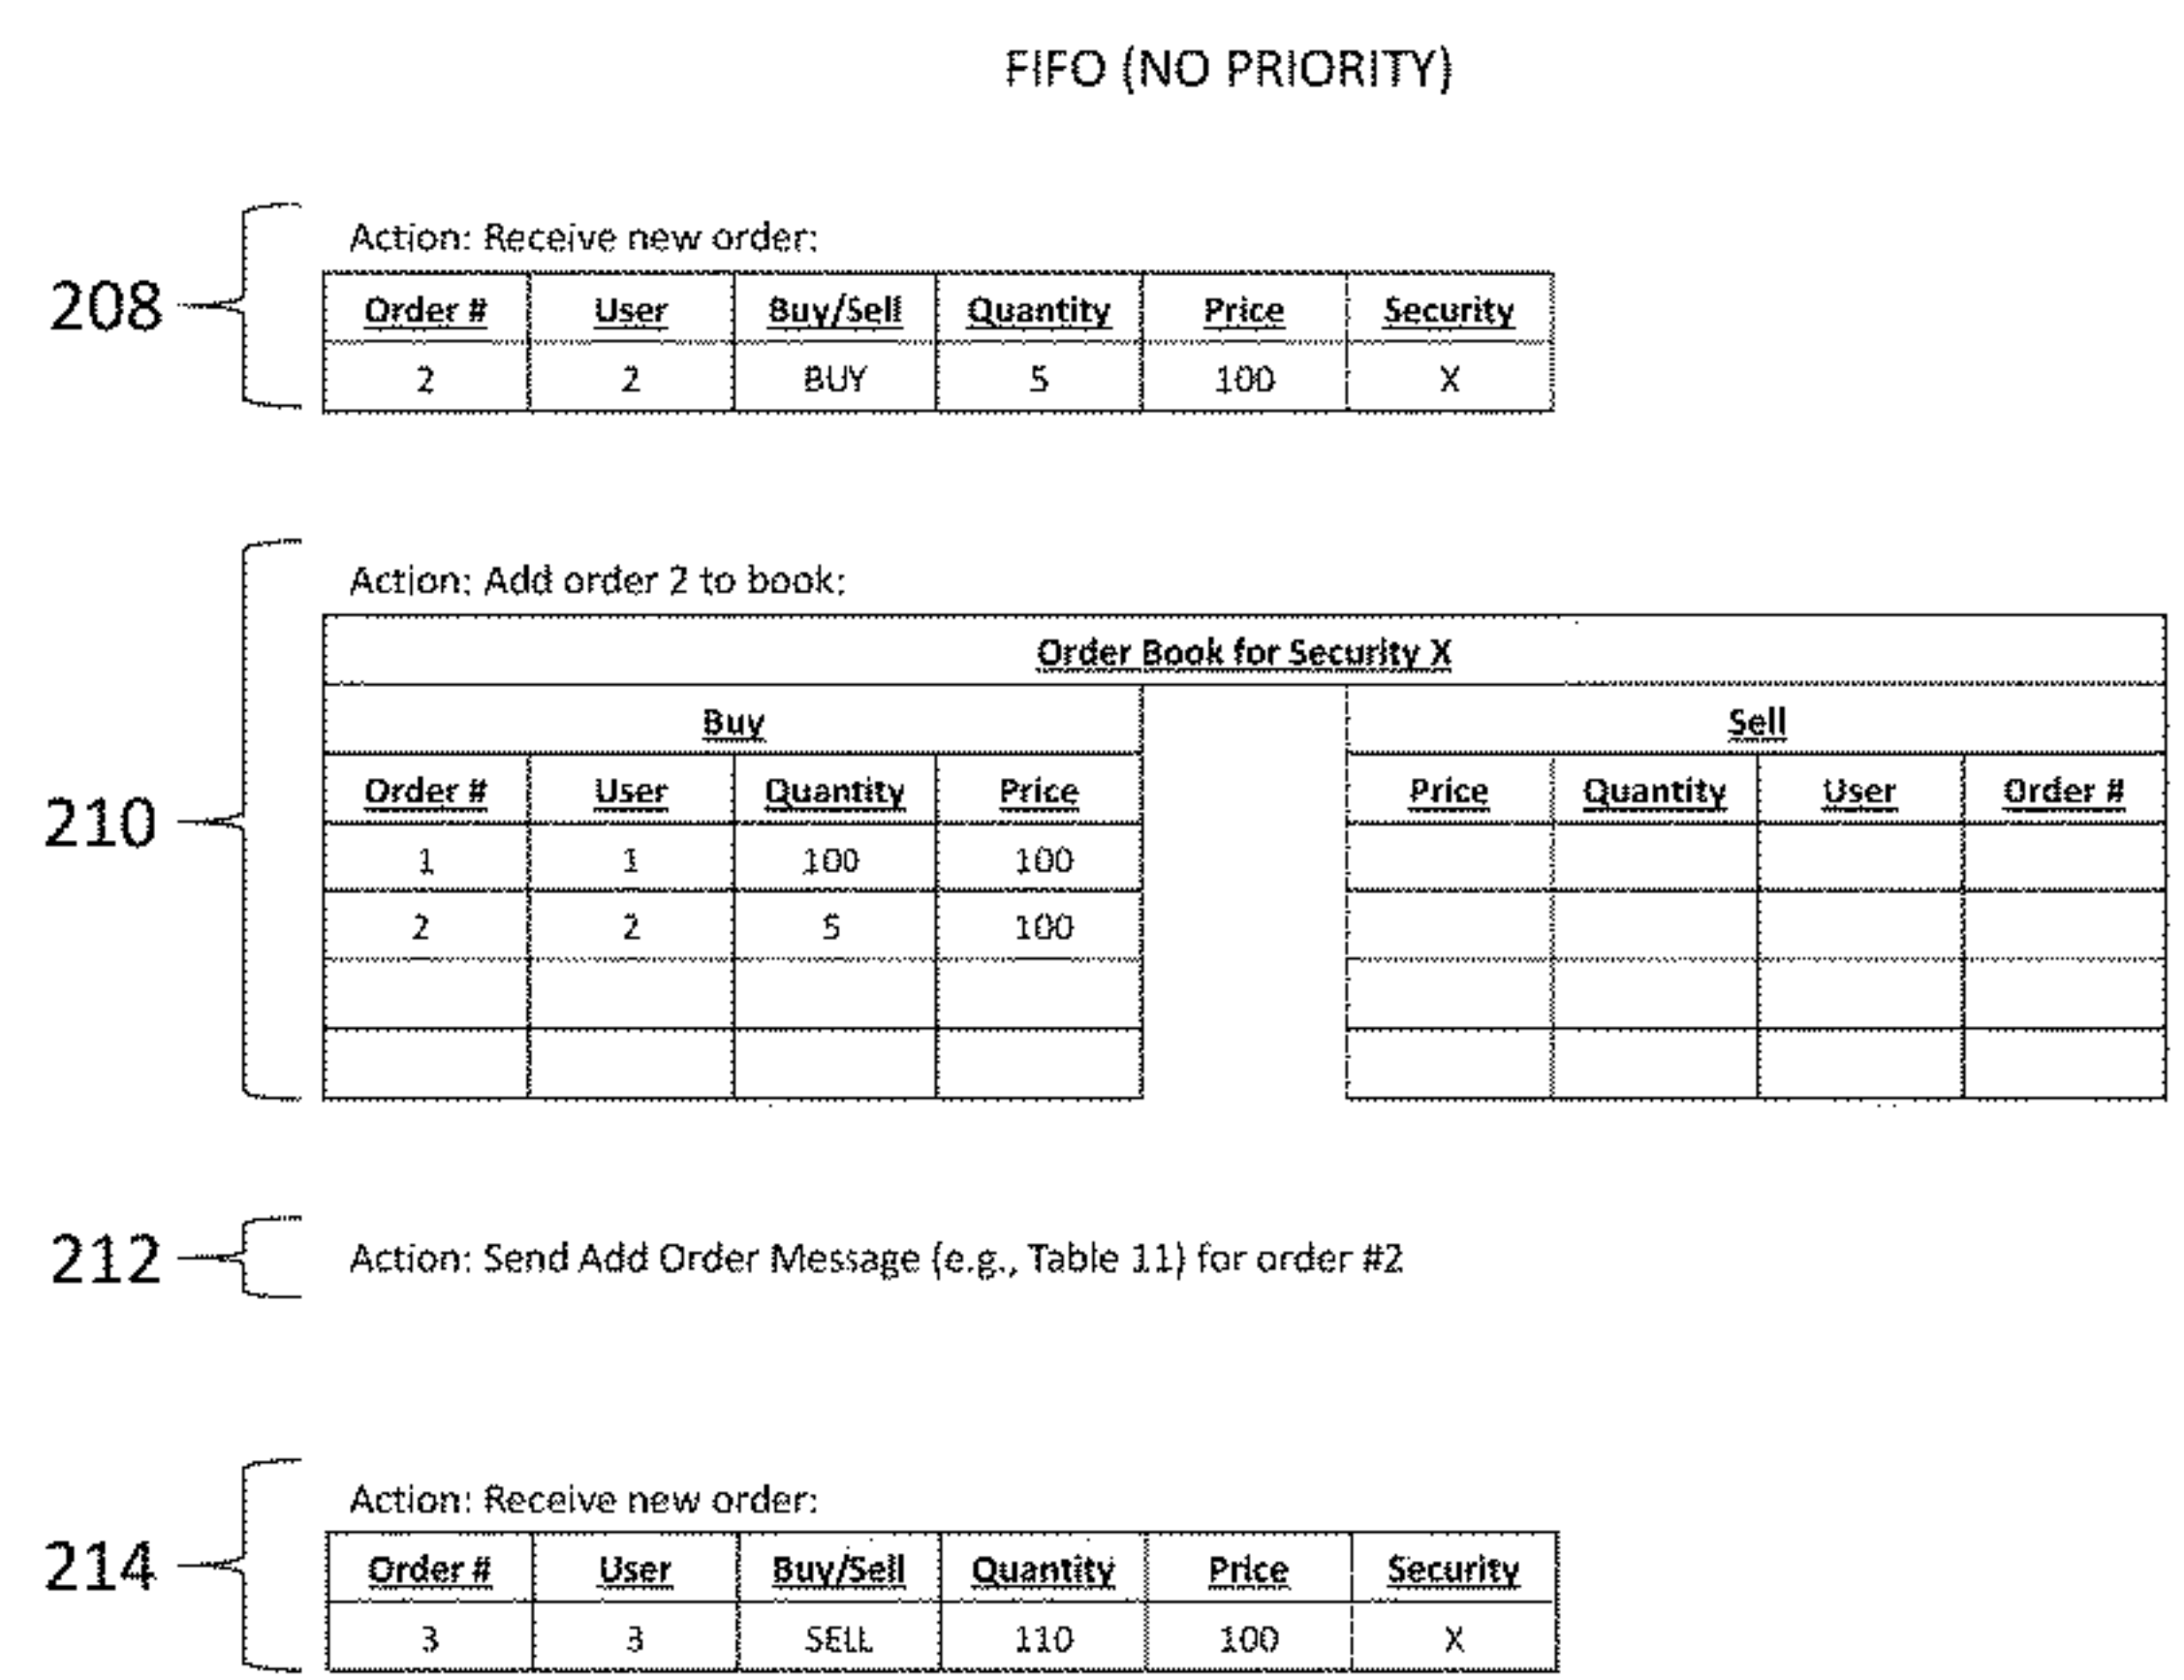 FIFO (NO PRIORITY)
Action: Receive new order:
208
Order # User Buy/Sell Quantity Price Security
2 2 BUY 5 100 X
Action: Add order 2 to book:
Order Book for Security X
Buy Sell
210
Order # User Quantity Price Price Quantity User Order #
1 1 100 100
2 2 5 100
212
Action: Send Add Order Message (e.g., Table 11) for order #2
Action: Receive new order:
214
Order # User Buy/Sell Quantity Price Security
3 3 SELL 110 100 X